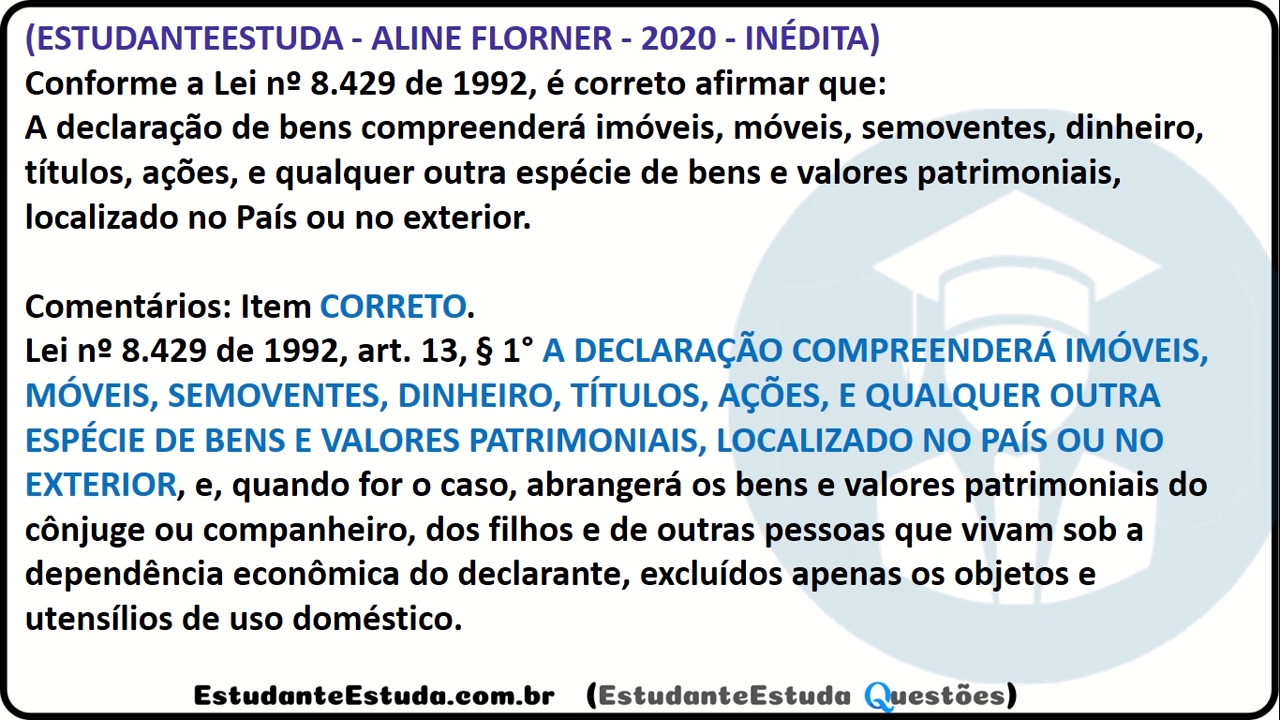 (ESTUDANTEESTUDA - ALINE FLORNER - 2020 - INÉDITA)
Conforme a Lei nº 8.429 de 1992, é correto afirmar que:
A declaração de bens compreenderá imóveis, móveis, semoventes, dinheiro,
títulos, ações, e qualquer outra espécie de bens e valores patrimoniais,
localizado no País ou no exterior.
Comentários: Item CORRETO.
Lei nº 8.429 de 1992, art. 13, § 1° A DECLARAÇÃO COMPREENDERÁ IMÓVEIS,
MÓVEIS, SEMOVENTES, DINHEIRO, TÍTULOS, AÇÕES, E QUALQUER OUTRA
ESPÉCIE DE BENS E VALORES PATRIMONIAIS, LOCALIZADO NO PAÍS OU NO
EXTERIOR, e, quando for o caso, abrangerá os bens e valores patrimoniais do
cônjuge ou companheiro, dos filhos e de outras pessoas que vivam sob a
dependência econômica do declarante, excluídos apenas os objetos e
utensílios de uso doméstico.
EstudanteEstuda.com.br (EstudanteEstuda Questões)